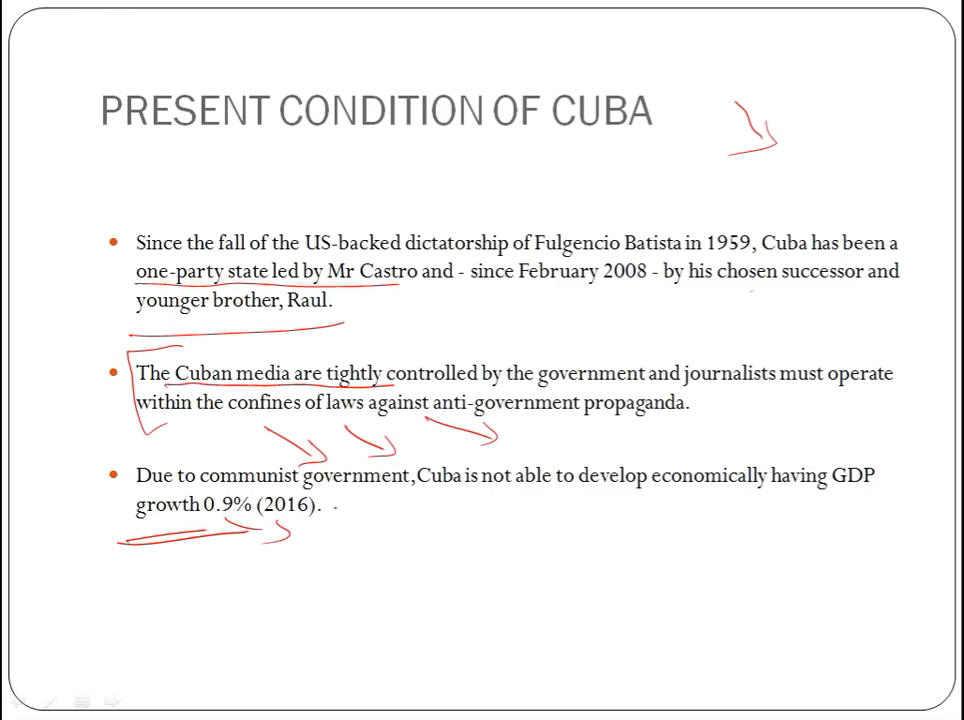 PRESENT CONDITION OF CUBA
Since the fall of the US-backed dictatorship of Fulgencio Batista in 1959, Cuba has been a
one-party state led by Mr Castro and - since February 2008 - by his chosen successor and
younger brother, Raul.
The Cuban media are tightly controlled by the government and journalists must operate
within the confines of laws against anti-government propaganda.
Due to communist government,Cuba is not able to develop economically having GDP
growth 0.9% (2016).